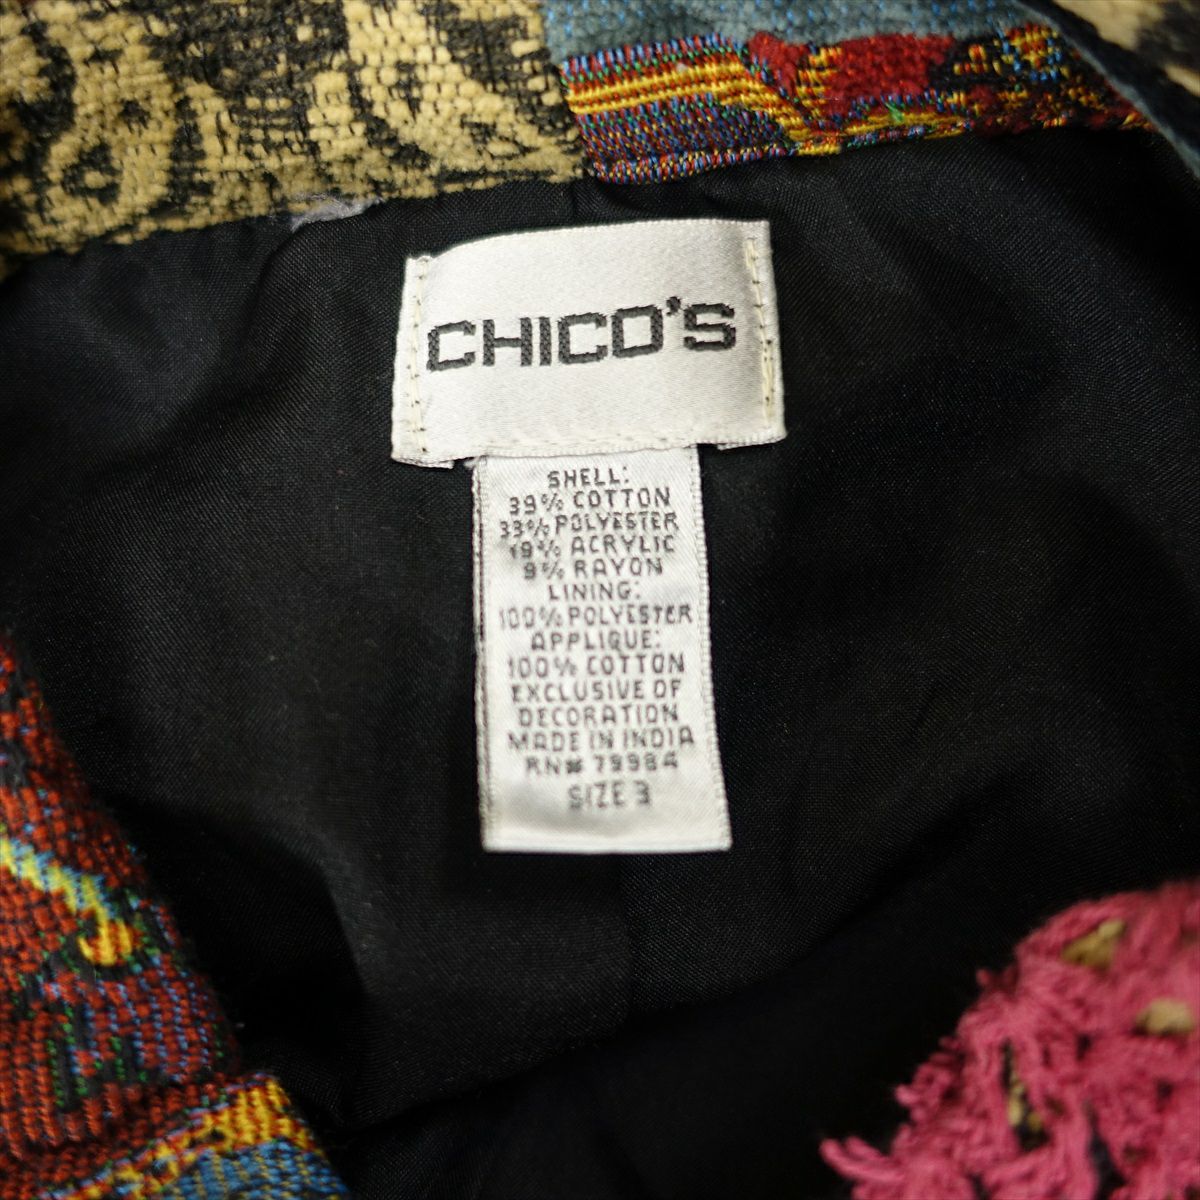 CHICO'S
SHELL:
39% COTTON
33% POLYESTER
19% ACRYLIC
9% RAYON
LINING:
100% POLYESTER
APPLIQUE:
100% COTTON
EXCLUSIVE OF
DECORATION
MADE IN INDIA
RN# 79984
SIZE 3